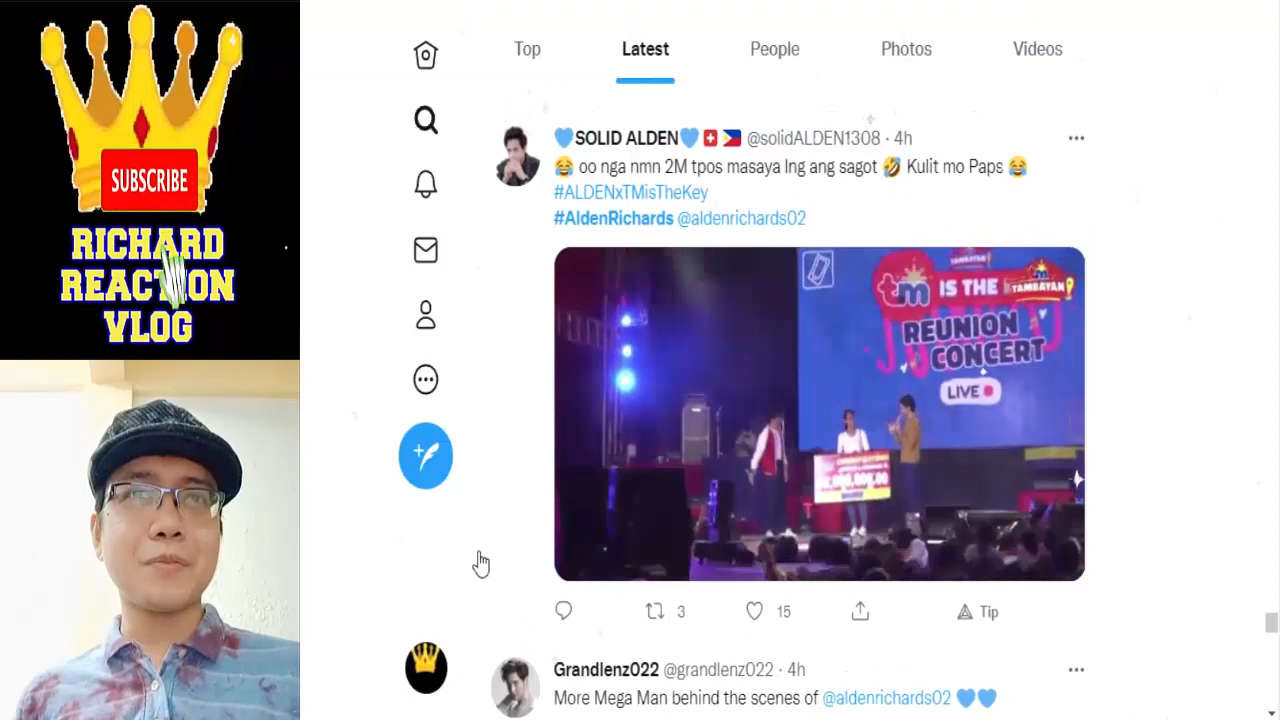 SUBSCRIBE
RICHARD
REACTION
VLOG
Top
Latest
People
Photos
Videos
💙SOLID ALDEN💙🇨🇭🇵🇭 @solidALDEN1308 · 4h
😂 oo nga nmn 2M tpos masaya lng ang sagot 🤣 Kulit mo Paps 😂
#ALDENxTMisTheKey
#AldenRichards @aldenrichards02
TAMBAYAN
tm IS THE TAMBAYAN!
REUNION
CONCERT
LIVE
3
15
Tip
Grandlenz022 @grandlenz022 · 4h
More Mega Man behind the scenes of @aldenrichards02 💙💙